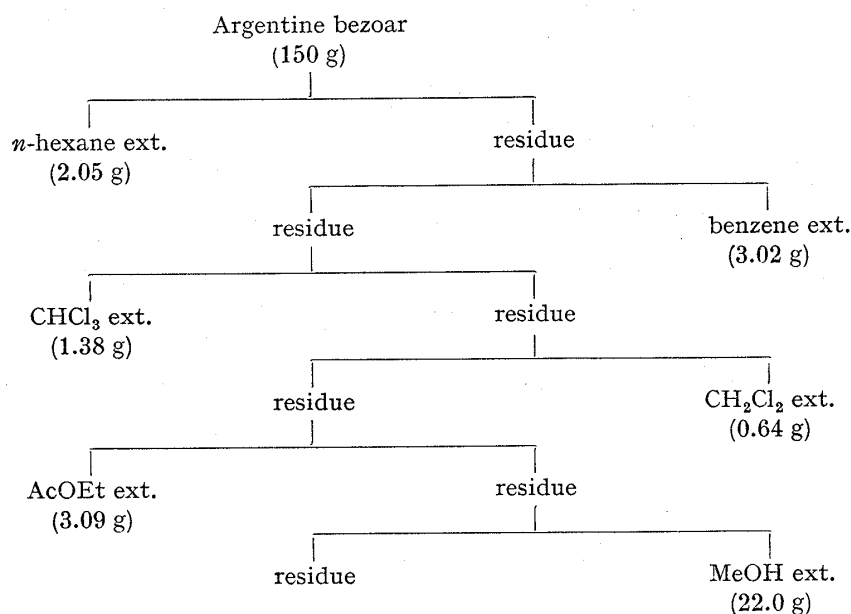 Argentine bezoar
(150 g)
n-hexane ext.
(2.05 g)
residue
residue
benzene ext.
(3.02 g)
CHCl₃ ext.
(1.38 g)
residue
residue
CH₂Cl₂ ext.
(0.64 g)
AcOEt ext.
(3.09 g)
residue
residue
MeOH ext.
(22.0 g)